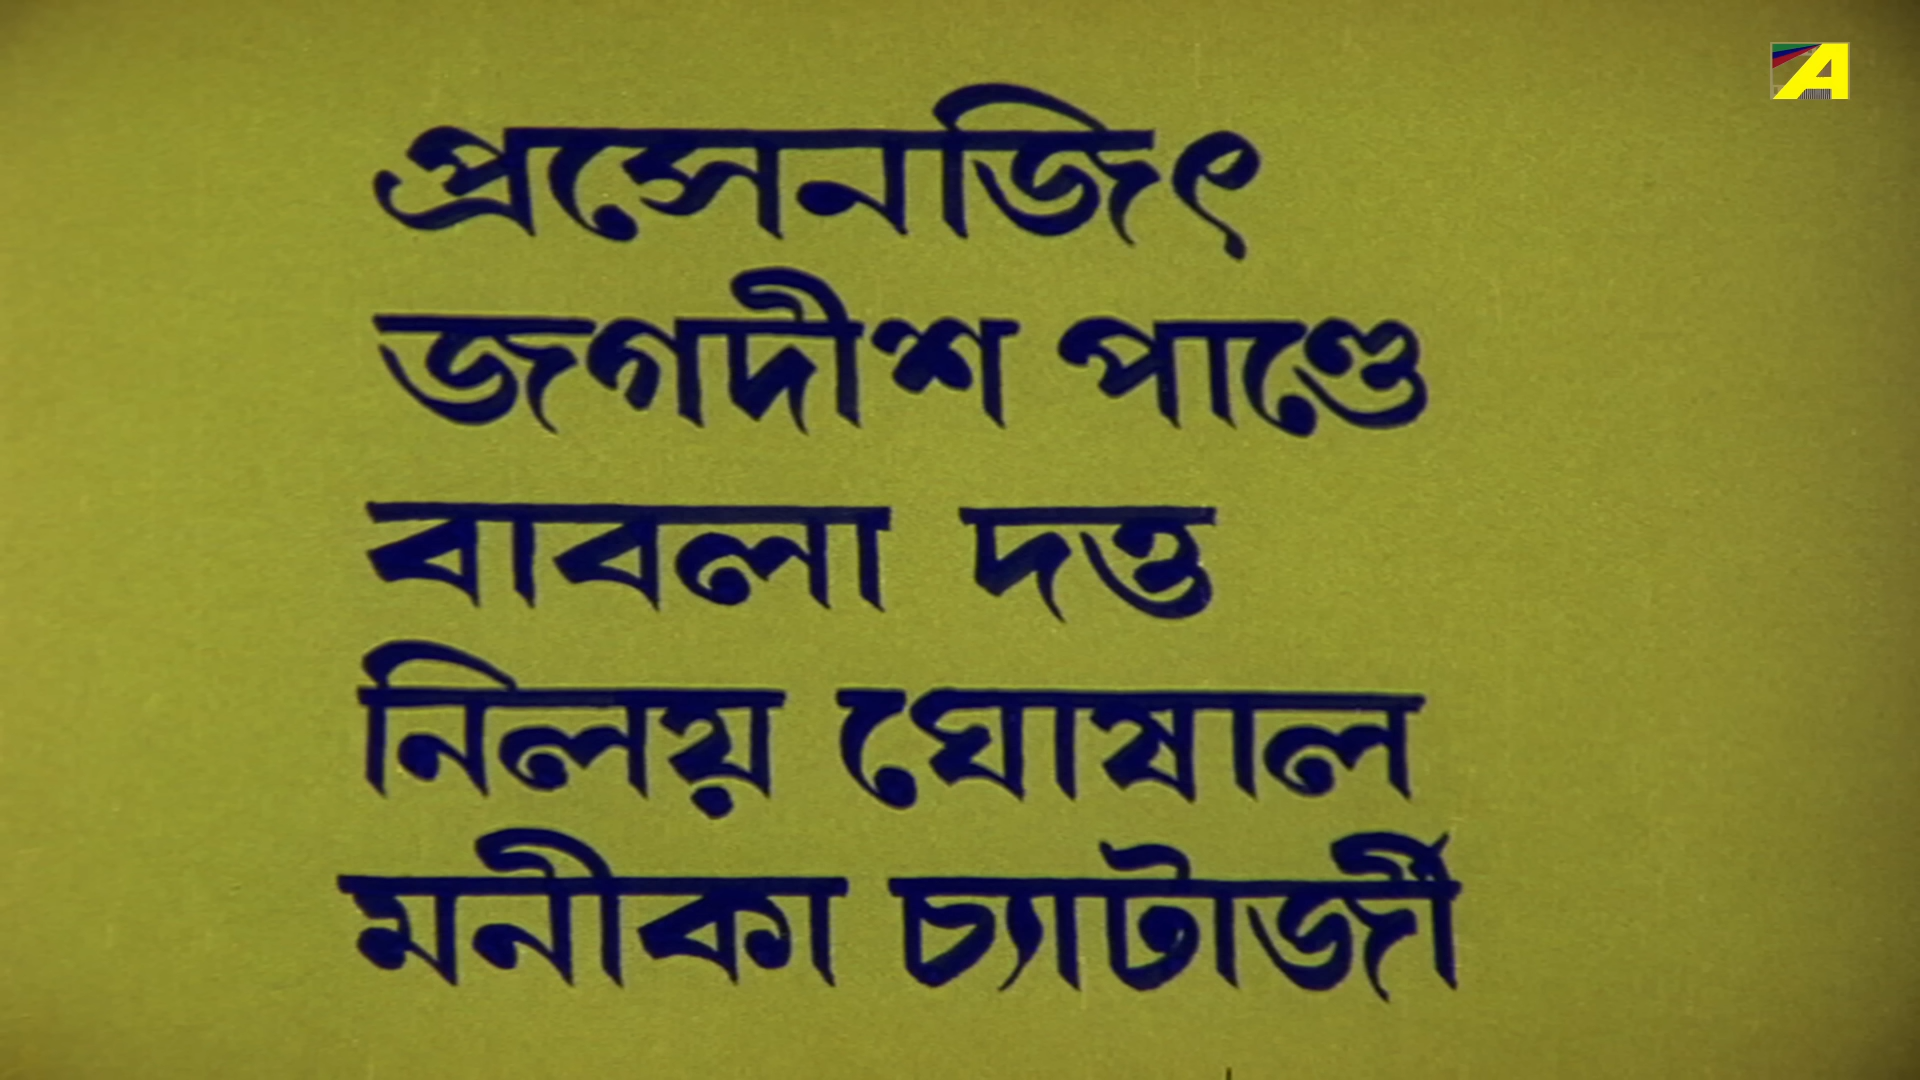 প্রসেনজিৎ
জগদীশ পাণ্ডে
বাবলা দত্ত
নিলয় ঘোষাল
মনীকা চ্যাটার্জী